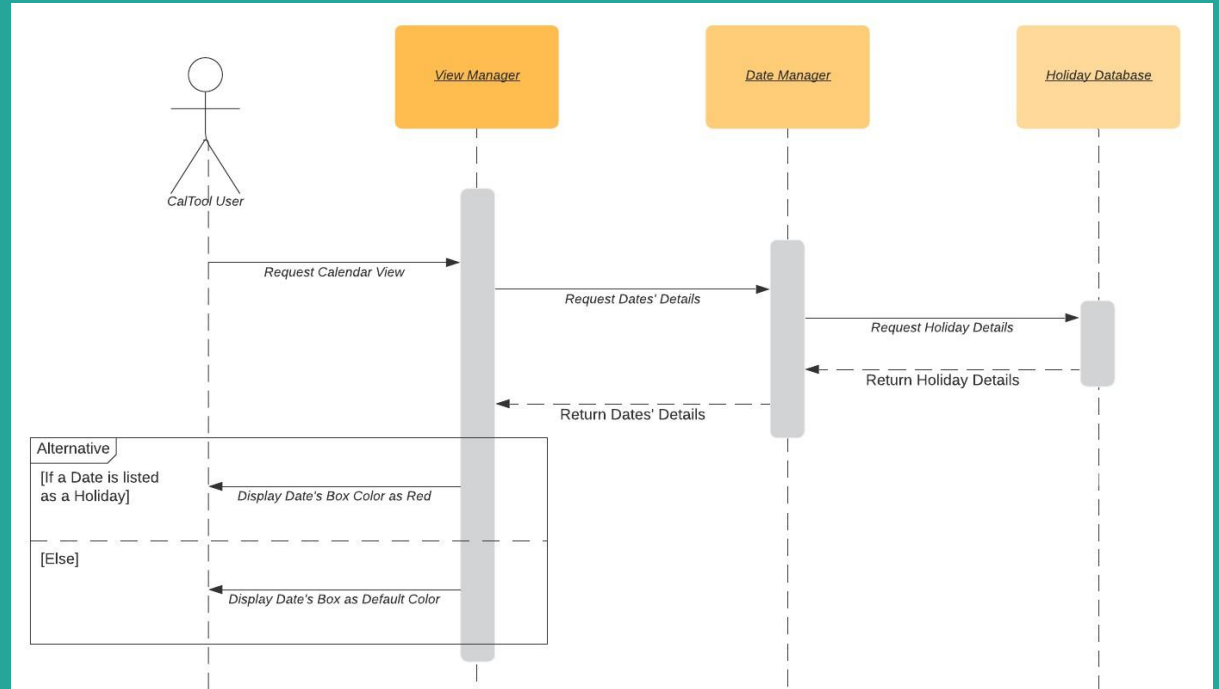 View Manager
Date Manager
Holiday Database
CalTool User
Request Calendar View
Request Dates' Details
Request Holiday Details
Return Holiday Details
Return Dates' Details
Alternative
[If a Date is listed
as a Holiday]
Display Date's Box Color as Red
[Else]
Display Date's Box as Default Color